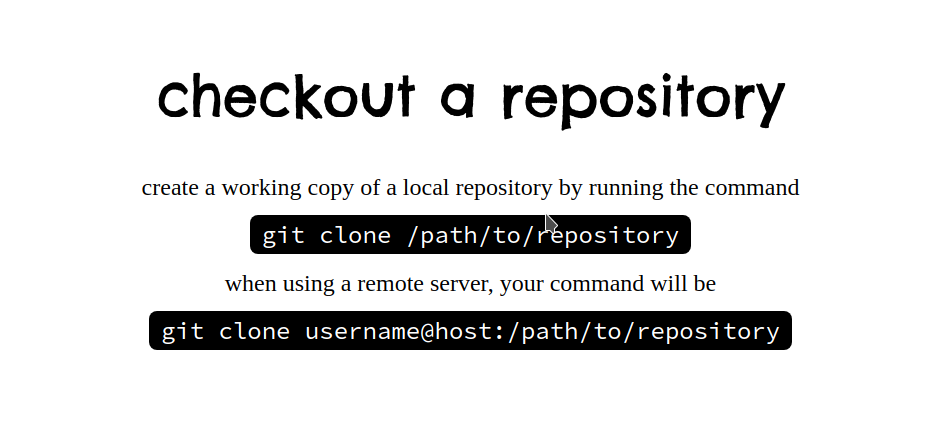 checkout a repository
create a working copy of a local repository by running the command
git clone /path/to/repository
when using a remote server, your command will be
git clone username@host:/path/to/repository